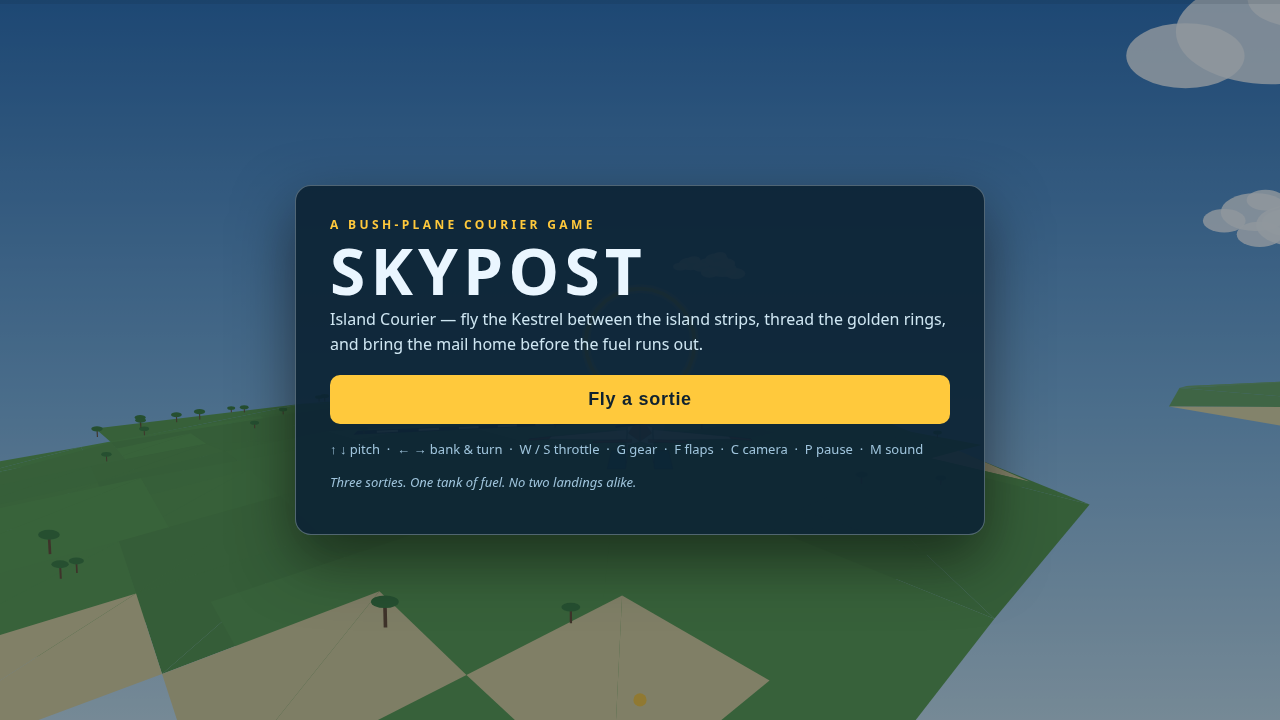 A BUSH-PLANE COURIER GAME
SKYPOST
Island Courier — fly the Kestrel between the island strips, thread the golden rings,
and bring the mail home before the fuel runs out.
Fly a sortie
↑ ↓ pitch · ← → bank & turn · W / S throttle · G gear · F flaps · C camera · P pause · M sound
Three sorties. One tank of fuel. No two landings alike.